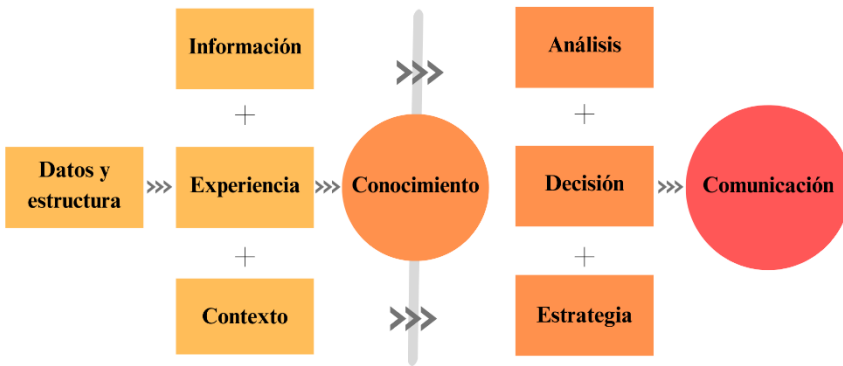 Información
Análisis
+
+
Datos y
estructura
Experiencia
Conocimiento
Decisión
Comunicación
+
+
Contexto
Estrategia